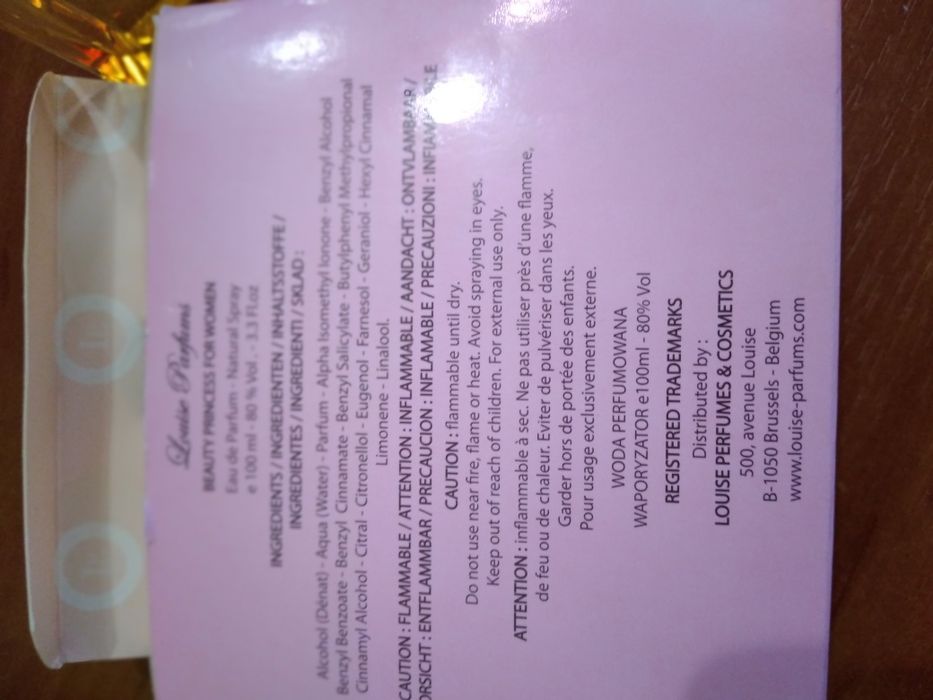 Louise Parfums
BEAUTY PRINCESS FOR WOMEN
Eau de Parfum - Natural Spray
e 100 ml - 80 % Vol. - 3.3 Fl.oz
INGREDIENTS / INGREDIENTEN / INHALTSSTOFFE /
INGREDIENTES / INGREDIENTI / SKLAD :
Alcohol (Dénat) - Aqua (Water) - Parfum - Alpha Isomethyl Ionone - Benzyl Alcohol
Benzyl Benzoate - Benzyl Cinnamate - Benzyl Salicylate - Butylphenyl Methylpropional
Cinnamyl Alcohol - Citral - Citronellol - Eugenol - Farnesol - Geraniol - Hexyl Cinnamal
Limonene - Linalool.
CAUTION : FLAMMABLE / ATTENTION : INFLAMMABLE / AANDACHT : ONTVLAMBAAR /
ORSICHT : ENTFLAMMBAR / PRECAUCION : INFLAMABLE / PRECAUZIONI :
CAUTION : flammable until dry.
Do not use near fire, flame or heat. Avoid spraying in eyes.
Keep out of reach of children. For external use only.
ATTENTION : inflammable à sec. Ne pas utiliser près d'une flamme,
de feu ou de chaleur. Eviter de pulvériser dans les yeux.
Garder hors de portée des enfants.
Pour usage exclusivement externe.
WODA PERFUMOWANA
WAPORYZATOR e100ml - 80% Vol
REGISTERED TRADEMARKS
Distributed by :
LOUISE PERFUMES & COSMETICS
500, avenue Louise
B-1050 Brussels - Belgium
www.louise-parfums.com